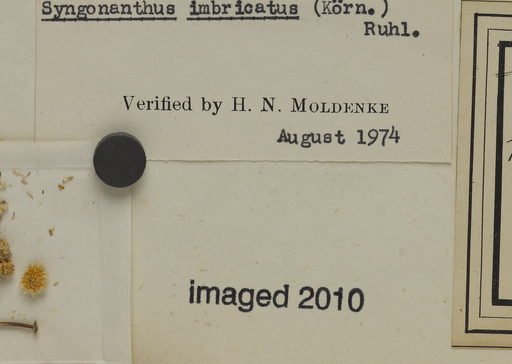 Syngonanthus imbricatus (Körn.)
Ruhl.
Verified by H. N. MOLDENKE
August 1974
imaged 2010